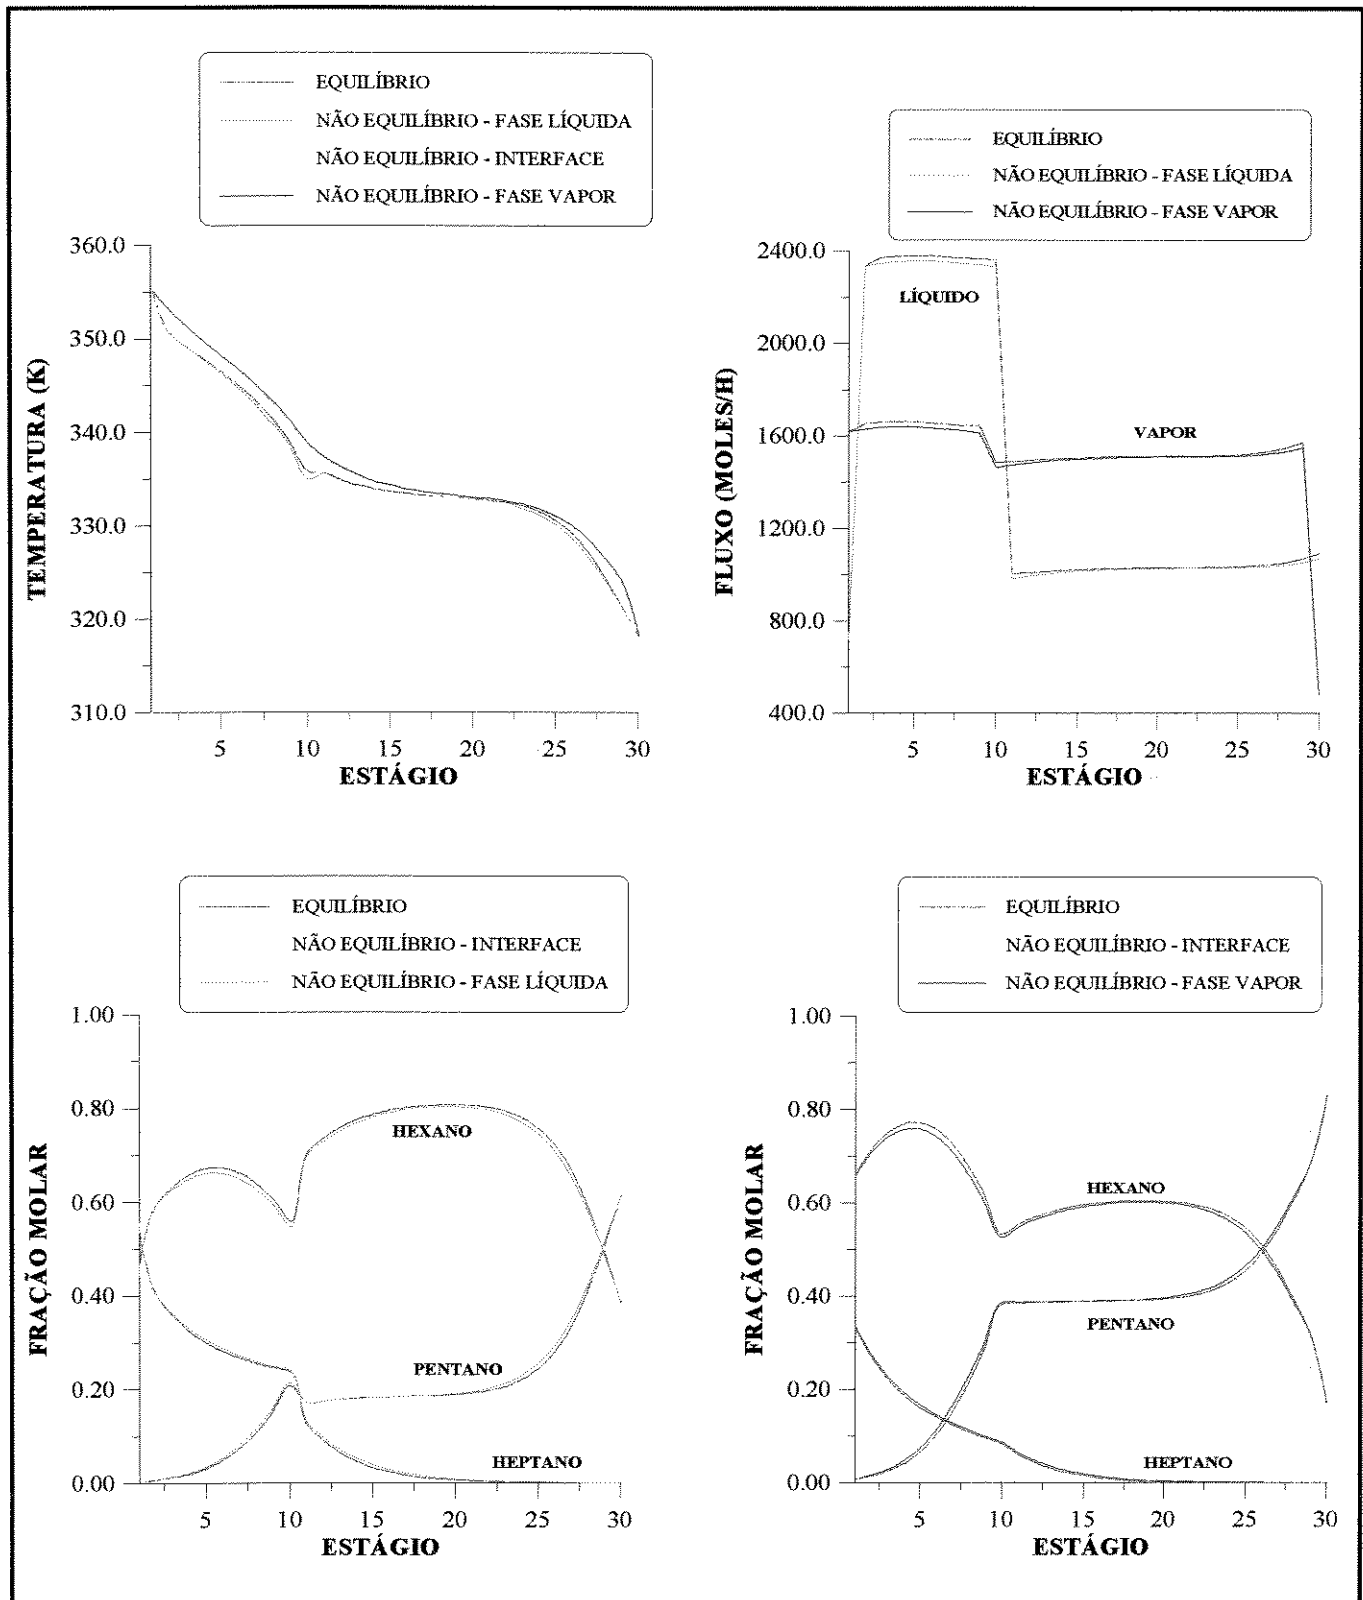 EQUILÍBRIO
NÃO EQUILÍBRIO - FASE LÍQUIDA
NÃO EQUILÍBRIO - INTERFACE
NÃO EQUILÍBRIO - FASE VAPOR
360.0
350.0
340.0
330.0
320.0
310.0
TEMPERATURA (K)
5 10 15 20 25 30
ESTÁGIO
EQUILÍBRIO
NÃO EQUILÍBRIO - FASE LÍQUIDA
NÃO EQUILÍBRIO - FASE VAPOR
2400.0
2000.0
1600.0
1200.0
800.0
400.0
FLUXO (MOLES/H)
LÍQUIDO
VAPOR
5 10 15 20 25 30
ESTÁGIO
EQUILÍBRIO
NÃO EQUILÍBRIO - INTERFACE
NÃO EQUILÍBRIO - FASE LÍQUIDA
1.00
0.80
0.60
0.40
0.20
0.00
FRAÇÃO MOLAR
HEXANO
PENTANO
HEPTANO
5 10 15 20 25 30
ESTÁGIO
EQUILÍBRIO
NÃO EQUILÍBRIO - INTERFACE
NÃO EQUILÍBRIO - FASE VAPOR
1.00
0.80
0.60
0.40
0.20
0.00
FRAÇÃO MOLAR
HEXANO
PENTANO
HEPTANO
5 10 15 20 25 30
ESTÁGIO